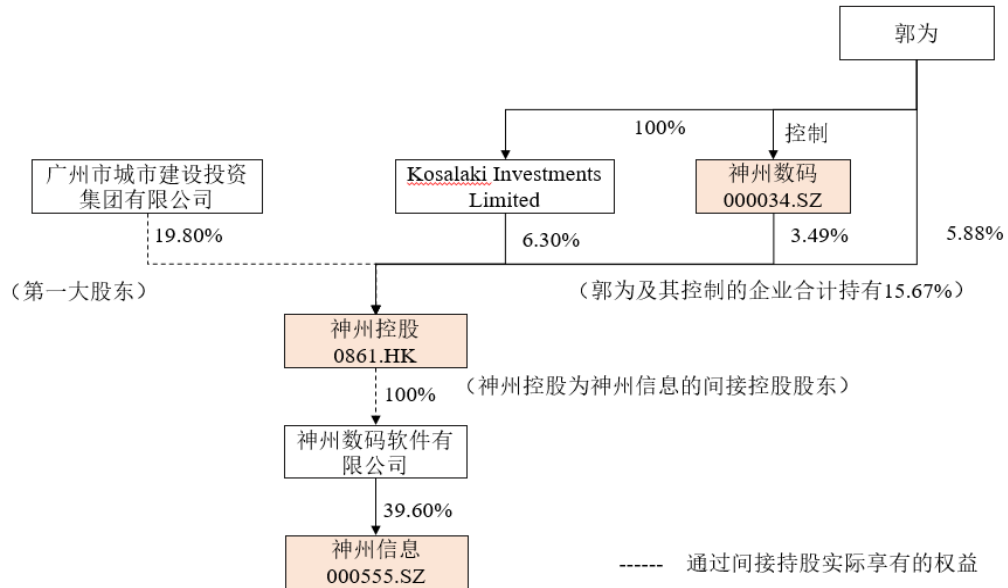 郭为
100%
控制
广州市城市建设投资
集团有限公司
Kosalaki Investments
Limited
神州数码
000034.SZ
19.80%
6.30%
3.49%
5.88%
（第一大股东）
（郭为及其控制的企业合计持有15.67%）
神州控股
0861.HK
（神州控股为神州信息的间接控股股东）
100%
神州数码软件有
限公司
39.60%
神州信息
000555.SZ
------ 通过间接持股实际享有的权益